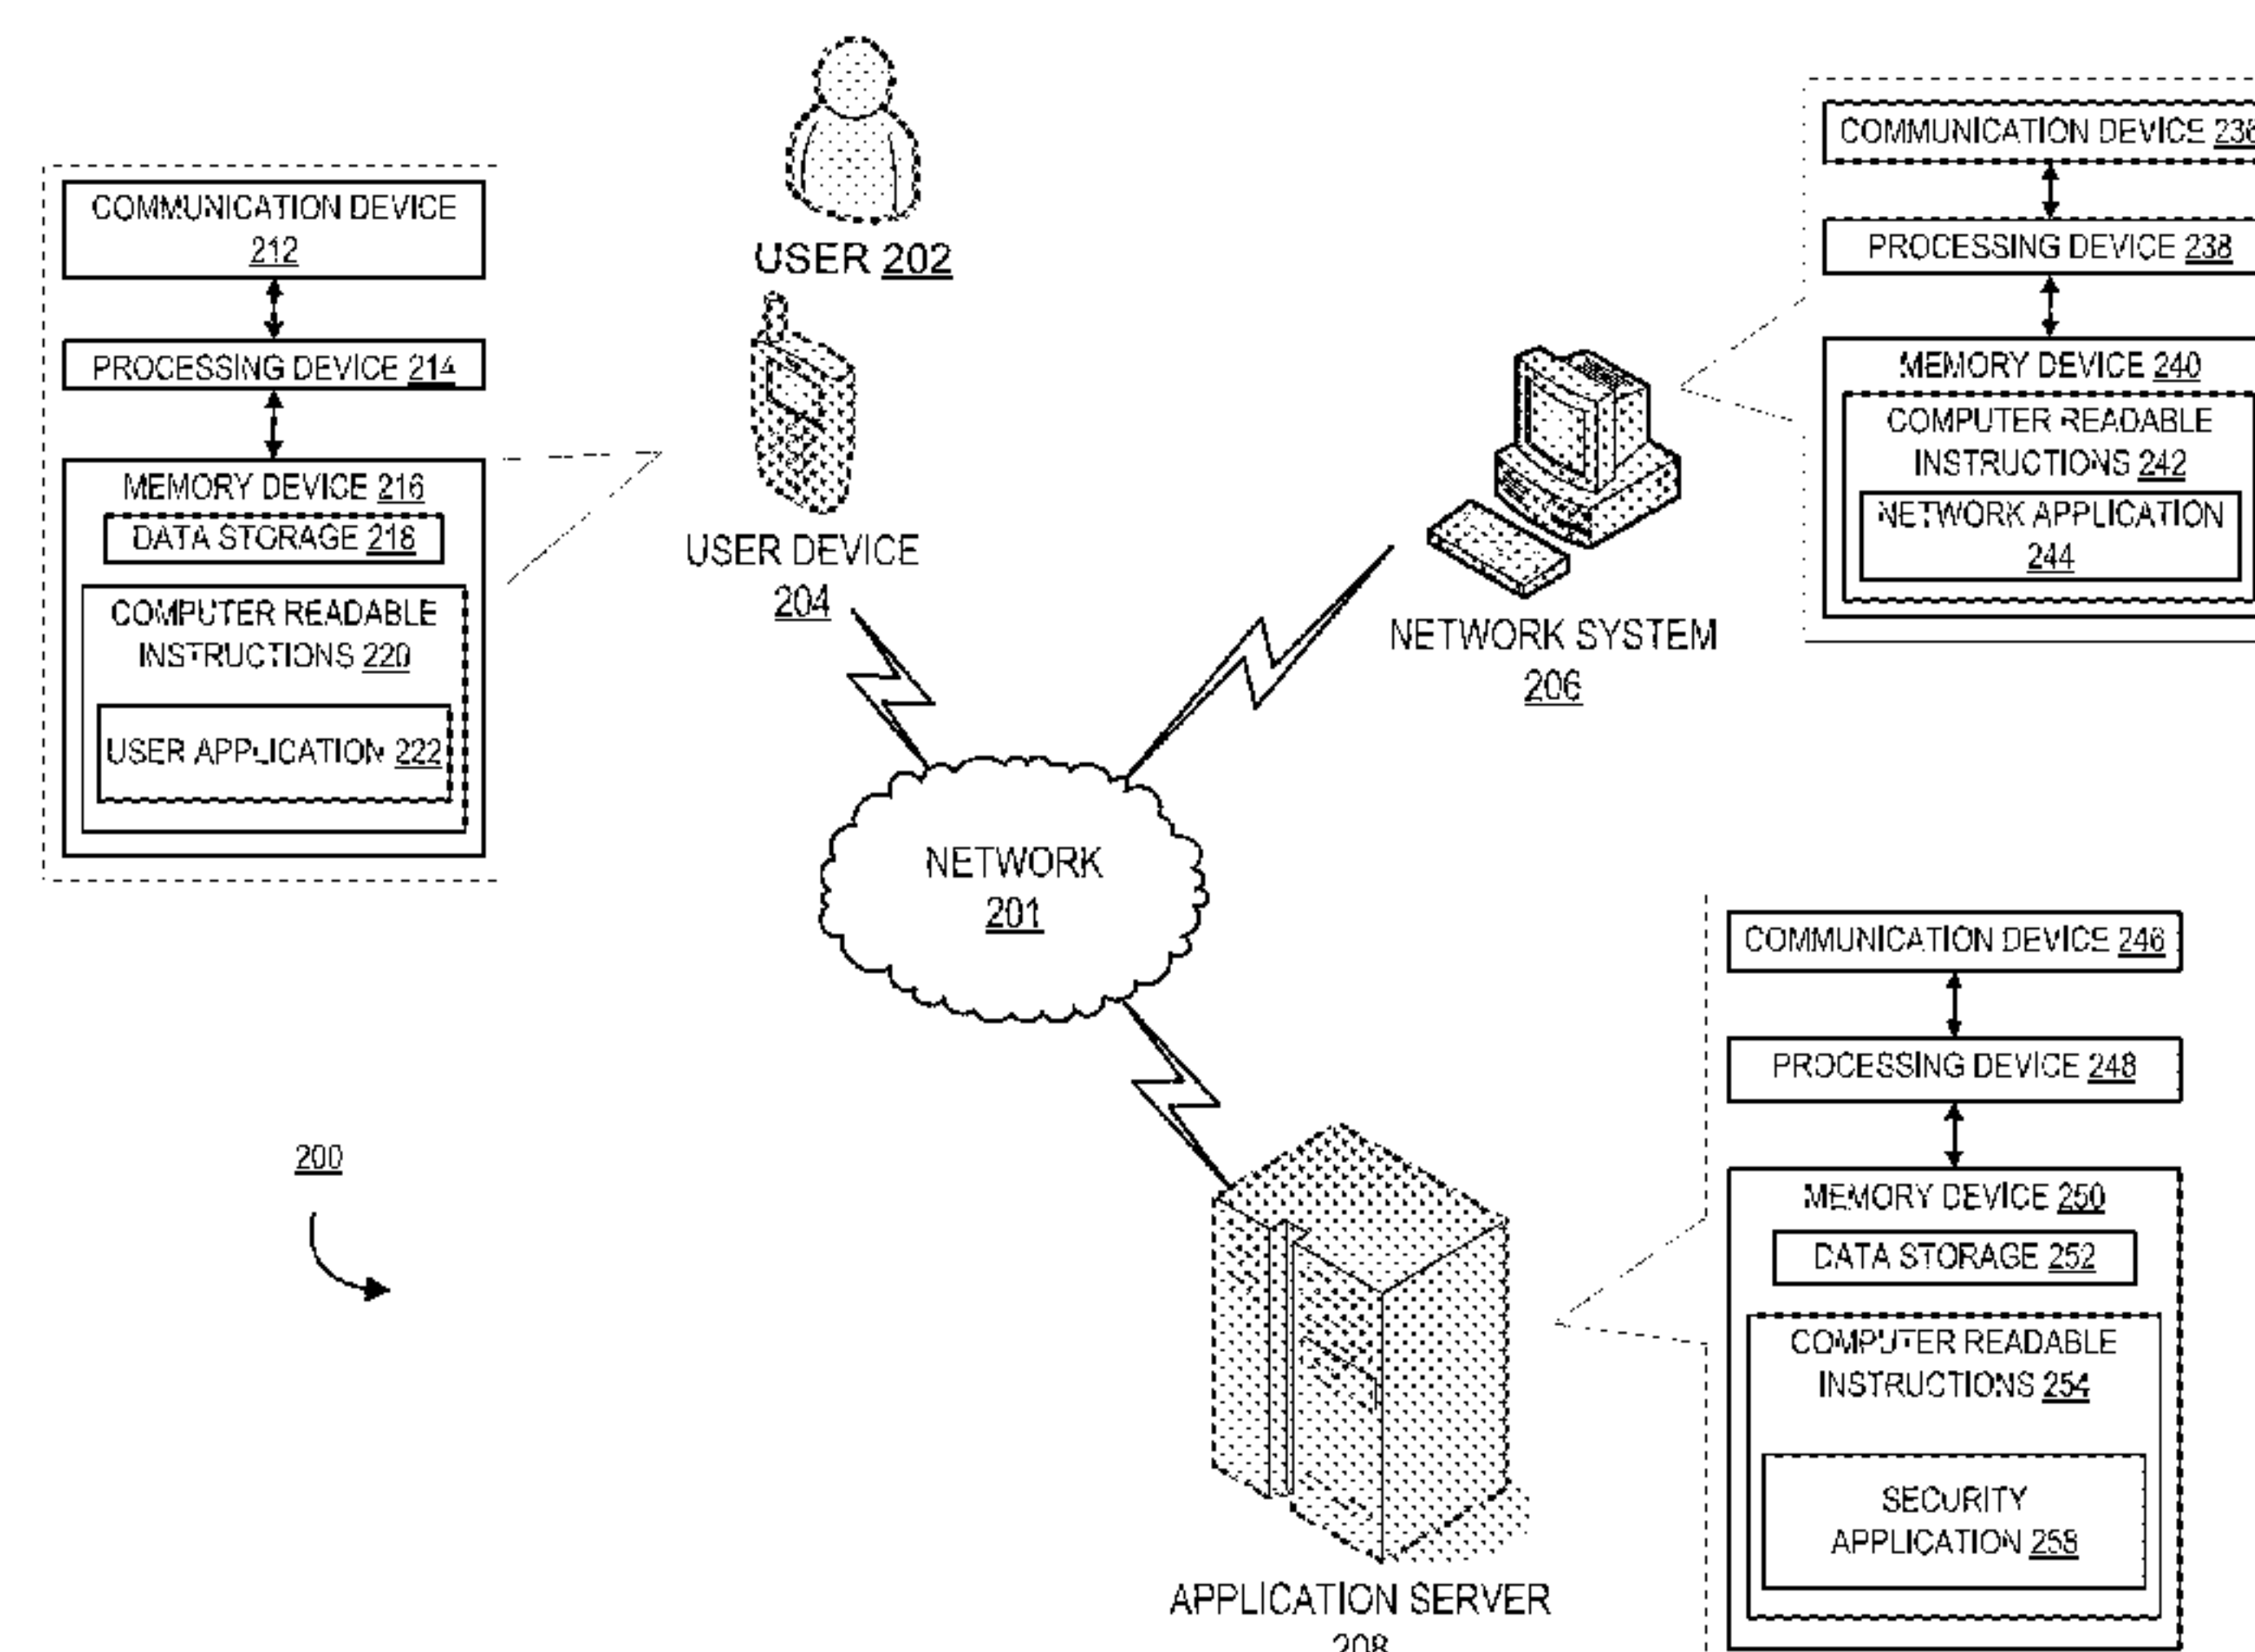 USER 202
COMMUNICATION DEVICE
212
PROCESSING DEVICE 214
MEMORY DEVICE 216
DATA STORAGE 218
COMPUTER READABLE
INSTRUCTIONS 220
USER APPLICATION 222
USER DEVICE
204
NETWORK SYSTEM
206
COMMUNICATION DEVICE 236
PROCESSING DEVICE 238
MEMORY DEVICE 240
COMPUTER READABLE
INSTRUCTIONS 242
NETWORK APPLICATION
244
NETWORK
201
200
APPLICATION SERVER
208
COMMUNICATION DEVICE 246
PROCESSING DEVICE 248
MEMORY DEVICE 250
DATA STORAGE 252
COMPUTER READABLE
INSTRUCTIONS 254
SECURITY
APPLICATION 258